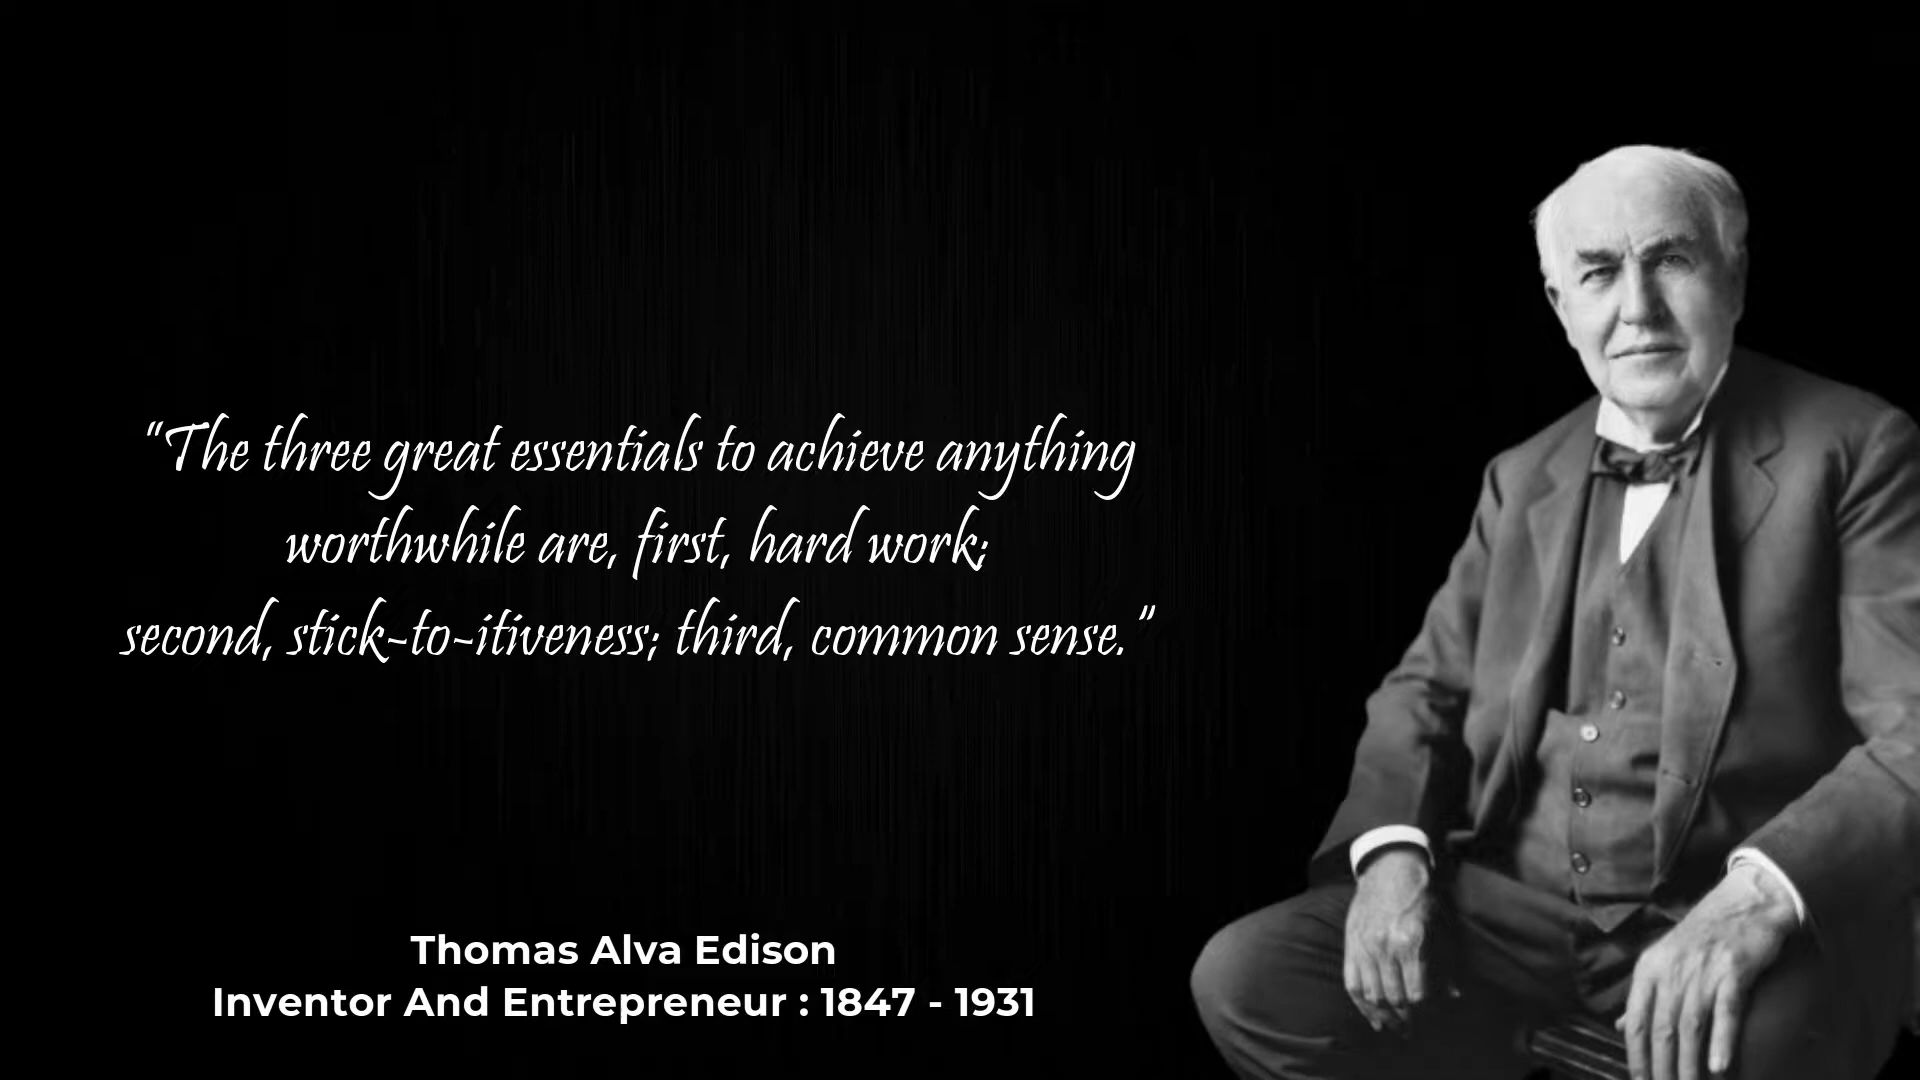 “The three great essentials to achieve anything
worthwhile are, first, hard work;
second, stick-to-itiveness; third, common sense.”
Thomas Alva Edison
Inventor And Entrepreneur : 1847 - 1931